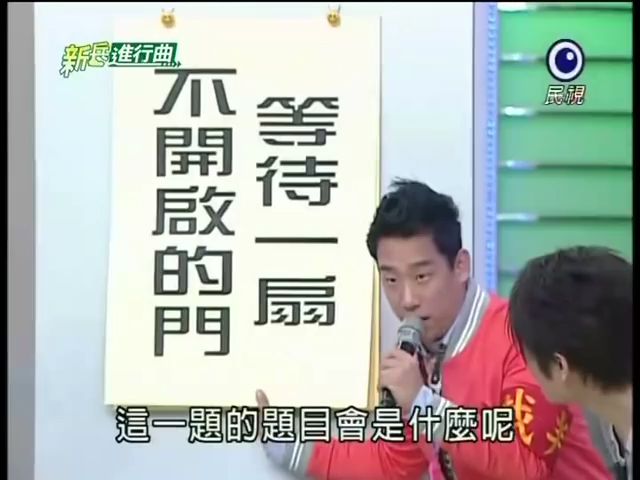 新兵進行曲
民視
等待一扇
不開啟的門
這一題的題目會是什麼呢